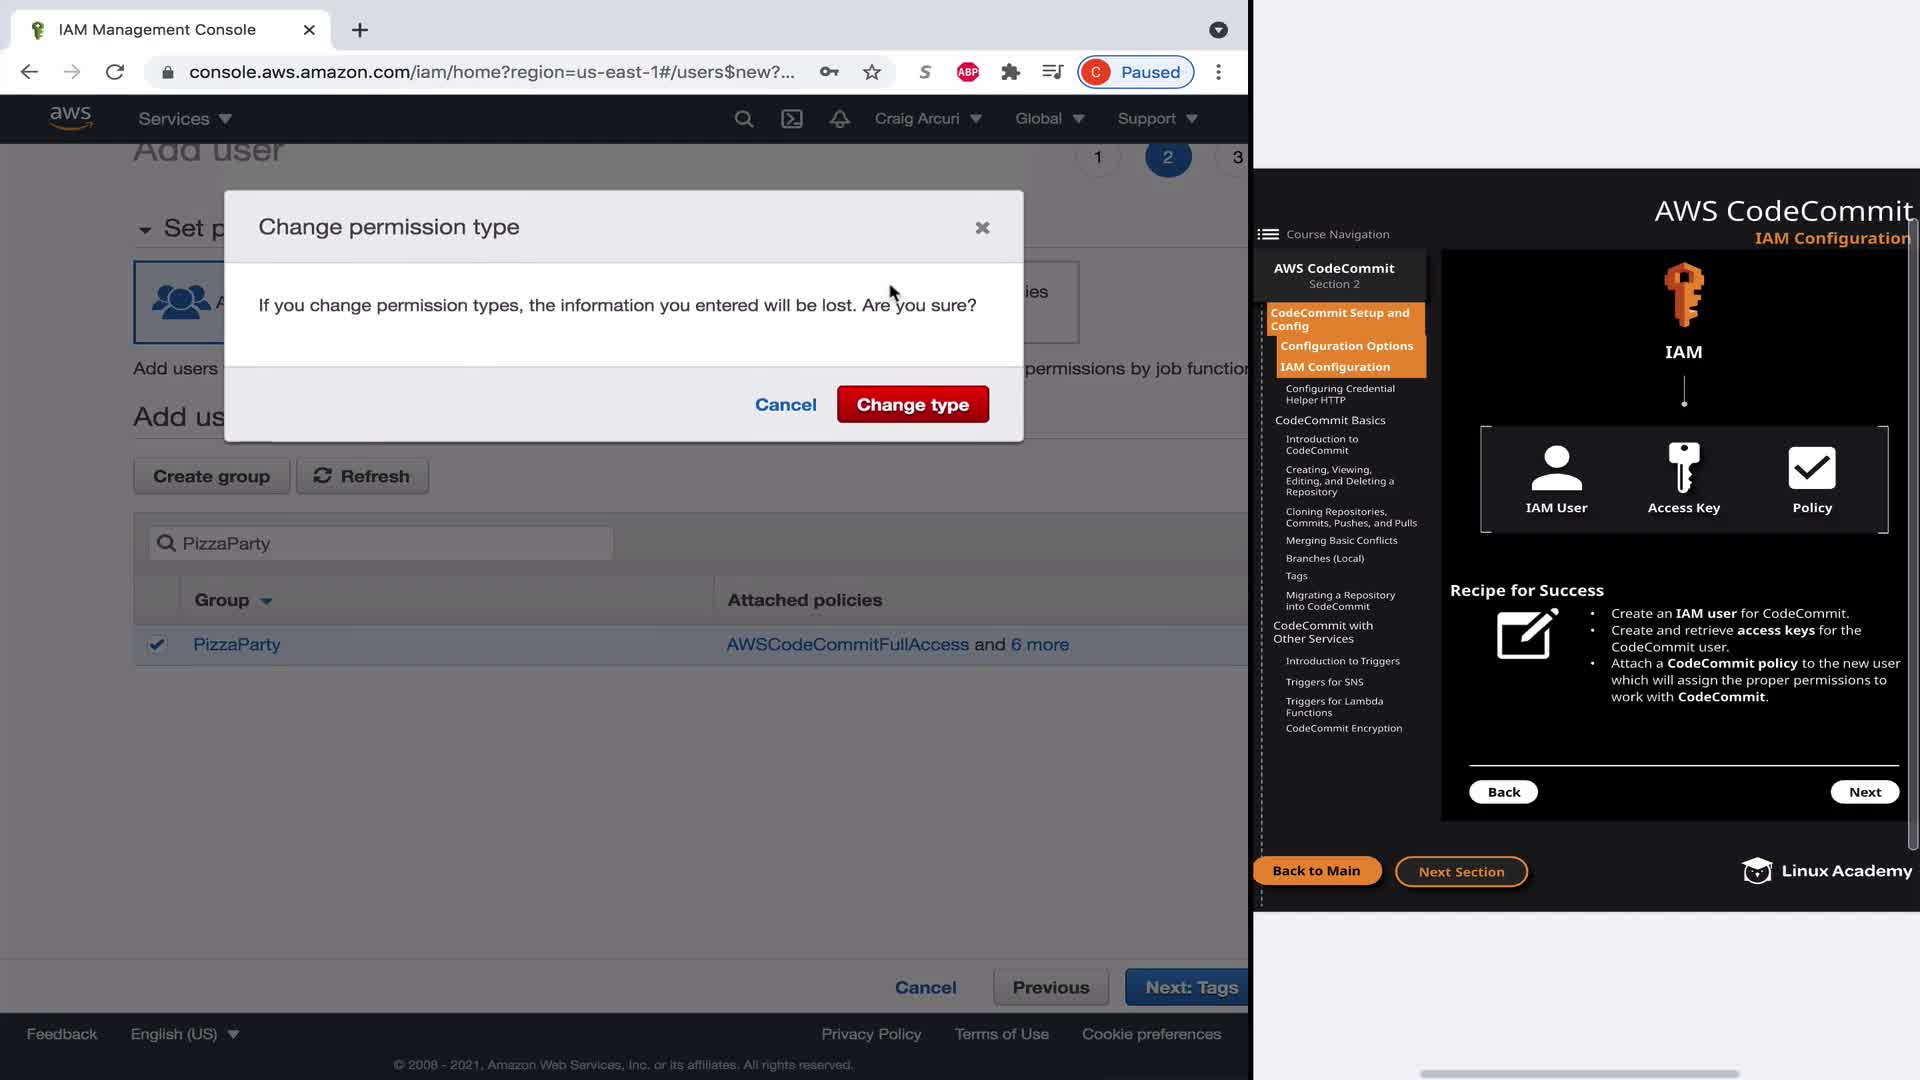 IAM Management Console
console.aws.amazon.com/iam/home?region=us-east-1#/users$new?...
S
ABP
C Paused
aws
Services
Craig Arcuri
Global
Support
Add user
1
2
3
Set p
Change permission type
If you change permission types, the information you entered will be lost. Are you sure?
A
ies
Add users
permissions by job function
Cancel
Change type
Add us
Create group
Refresh
PizzaParty
Group
Attached policies
PizzaParty
AWSCodeCommitFullAccess and 6 more
Cancel
Previous
Next: Tags
Feedback
English (US)
Privacy Policy
Terms of Use
Cookie preferences
© 2008 - 2021, Amazon Web Services, Inc. or its affiliates. All rights reserved.
AWS CodeCommit
IAM Configuration
Course Navigation
AWS CodeCommit
Section 2
CodeCommit Setup and
Config
Configuration Options
IAM Configuration
Configuring Credential
Helper HTTP
CodeCommit Basics
Introduction to
CodeCommit
Creating, Viewing,
Editing, and Deleting a
Repository
Cloning Repositories,
Commits, Pushes, and Pulls
Merging Basic Conflicts
Branches (Local)
Tags
Migrating a Repository
into CodeCommit
CodeCommit with
Other Services
Introduction to Triggers
Triggers for SNS
Triggers for Lambda
Functions
CodeCommit Encryption
IAM
IAM User
Access Key
Policy
Recipe for Success
• Create an IAM user for CodeCommit.
• Create and retrieve access keys for the
CodeCommit user.
• Attach a CodeCommit policy to the new user
which will assign the proper permissions to
work with CodeCommit.
Back
Next
Back to Main
Next Section
Linux Academy